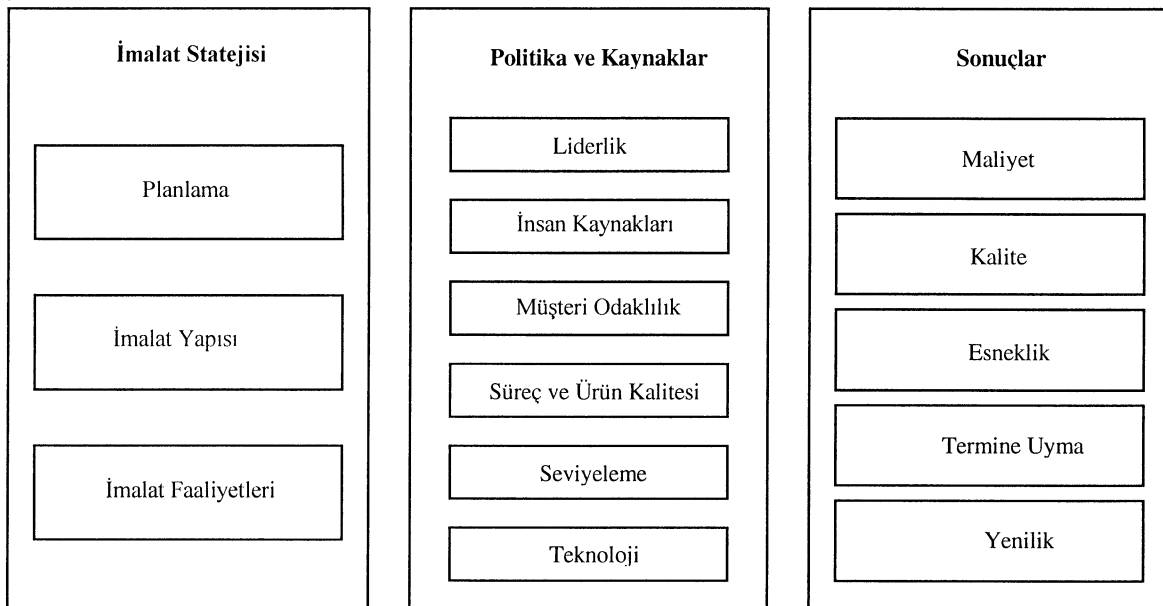 İmalat Statejisi
Planlama
İmalat Yapısı
İmalat Faaliyetleri
Politika ve Kaynaklar
Liderlik
İnsan Kaynakları
Müşteri Odaklılık
Süreç ve Ürün Kalitesi
Seviyeleme
Teknoloji
Sonuçlar
Maliyet
Kalite
Esneklik
Termine Uyma
Yenilik